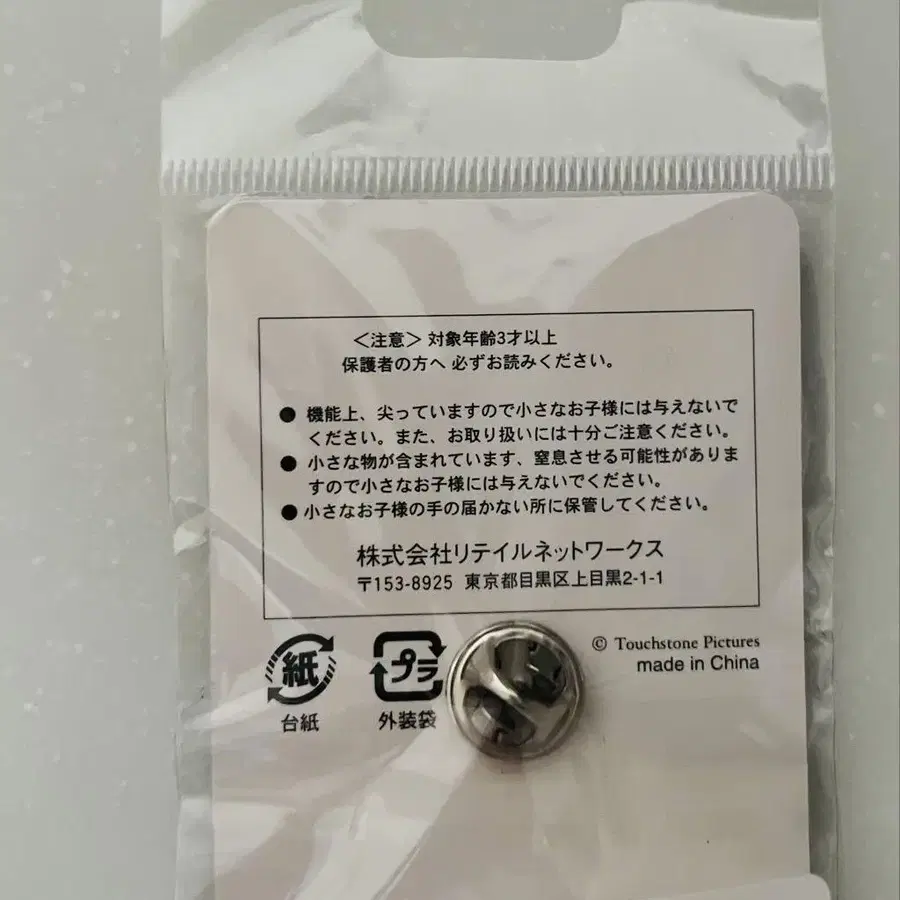 ＜注意＞対象年齢3才以上
保護者の方へ 必ずお読みください。
● 機能上、尖っていますので小さなお子様には与えないで
ください。また、お取り扱いには十分ご注意ください。
● 小さな物が含まれています、窒息させる可能性がありま
すので小さなお子様には与えないでください。
● 小さなお子様の手の届かない所に保管してください。
株式会社リテイルネットワークス
〒153-8925 東京都目黒区上目黒2-1-1
© Touchstone Pictures
made in China
紙
台紙
プラ
外装袋